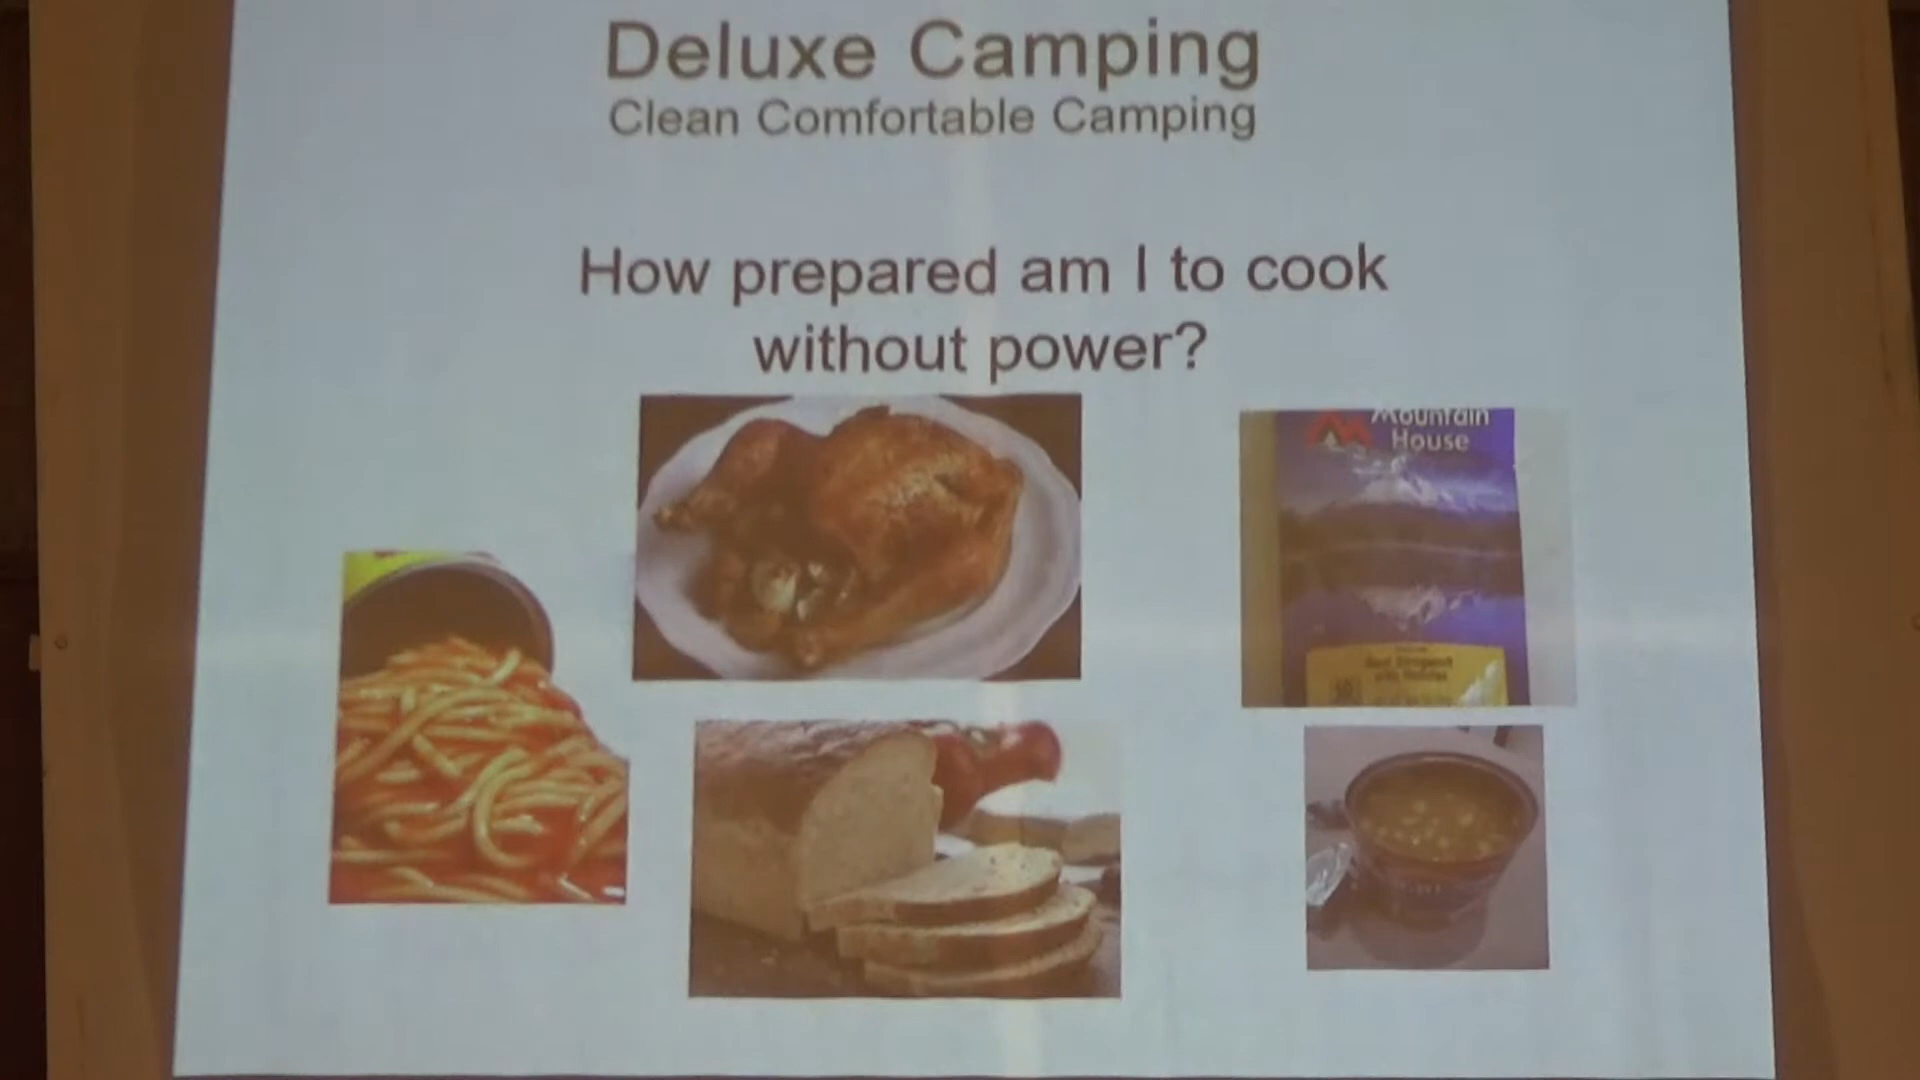 Deluxe Camping
Clean Comfortable Camping
How prepared am I to cook
without power?
Mountain
House